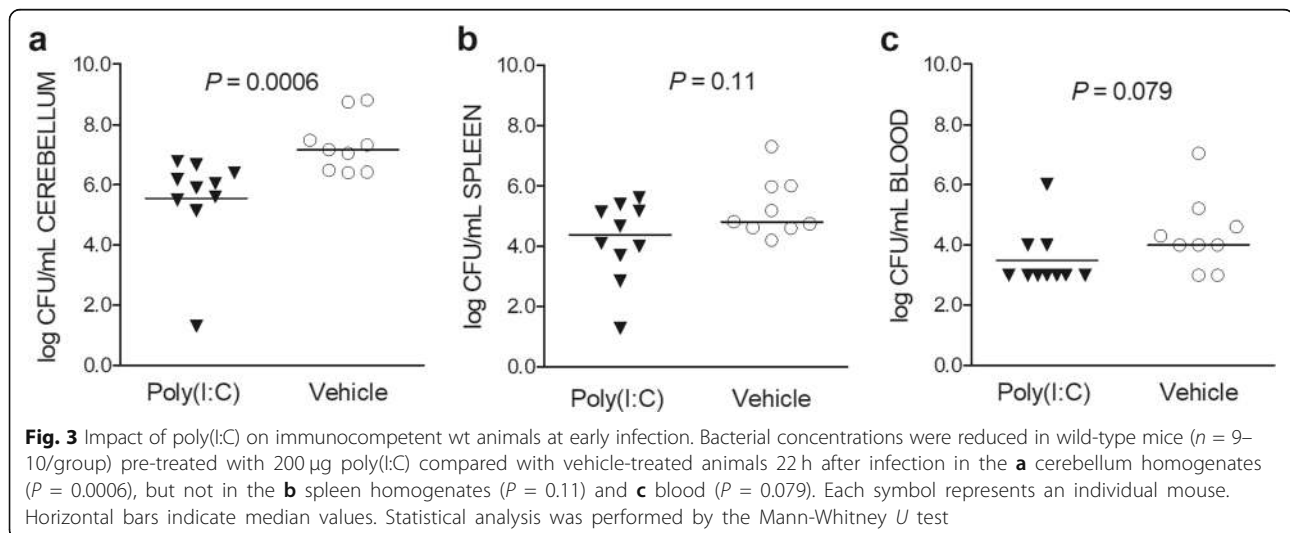 a
b
c
P = 0.0006
P = 0.11
P = 0.079
log CFU/mL CEREBELLUM
10.0
8.0
6.0
4.0
2.0
0.0
Poly(I:C) Vehicle
log CFU/mL SPLEEN
10.0
8.0
6.0
4.0
2.0
0.0
Poly(I:C) Vehicle
log CFU/mL BLOOD
10.0
8.0
6.0
4.0
2.0
0.0
Poly(I:C) Vehicle
Fig. 3 Impact of poly(I:C) on immunocompetent wt animals at early infection. Bacterial concentrations were reduced in wild-type mice (n = 9–
10/group) pre-treated with 200 μg poly(I:C) compared with vehicle-treated animals 22 h after infection in the a cerebellum homogenates
(P = 0.0006), but not in the b spleen homogenates (P = 0.11) and c blood (P = 0.079). Each symbol represents an individual mouse.
Horizontal bars indicate median values. Statistical analysis was performed by the Mann-Whitney U test